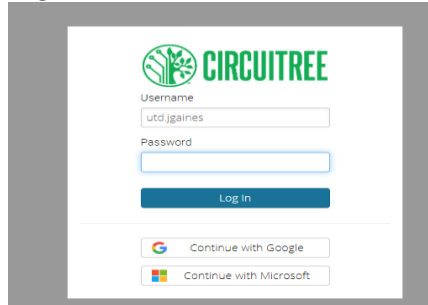 CIRCUITREE
Username
utd.jgaines
Password
Log In
Continue with Google
Continue with Microsoft